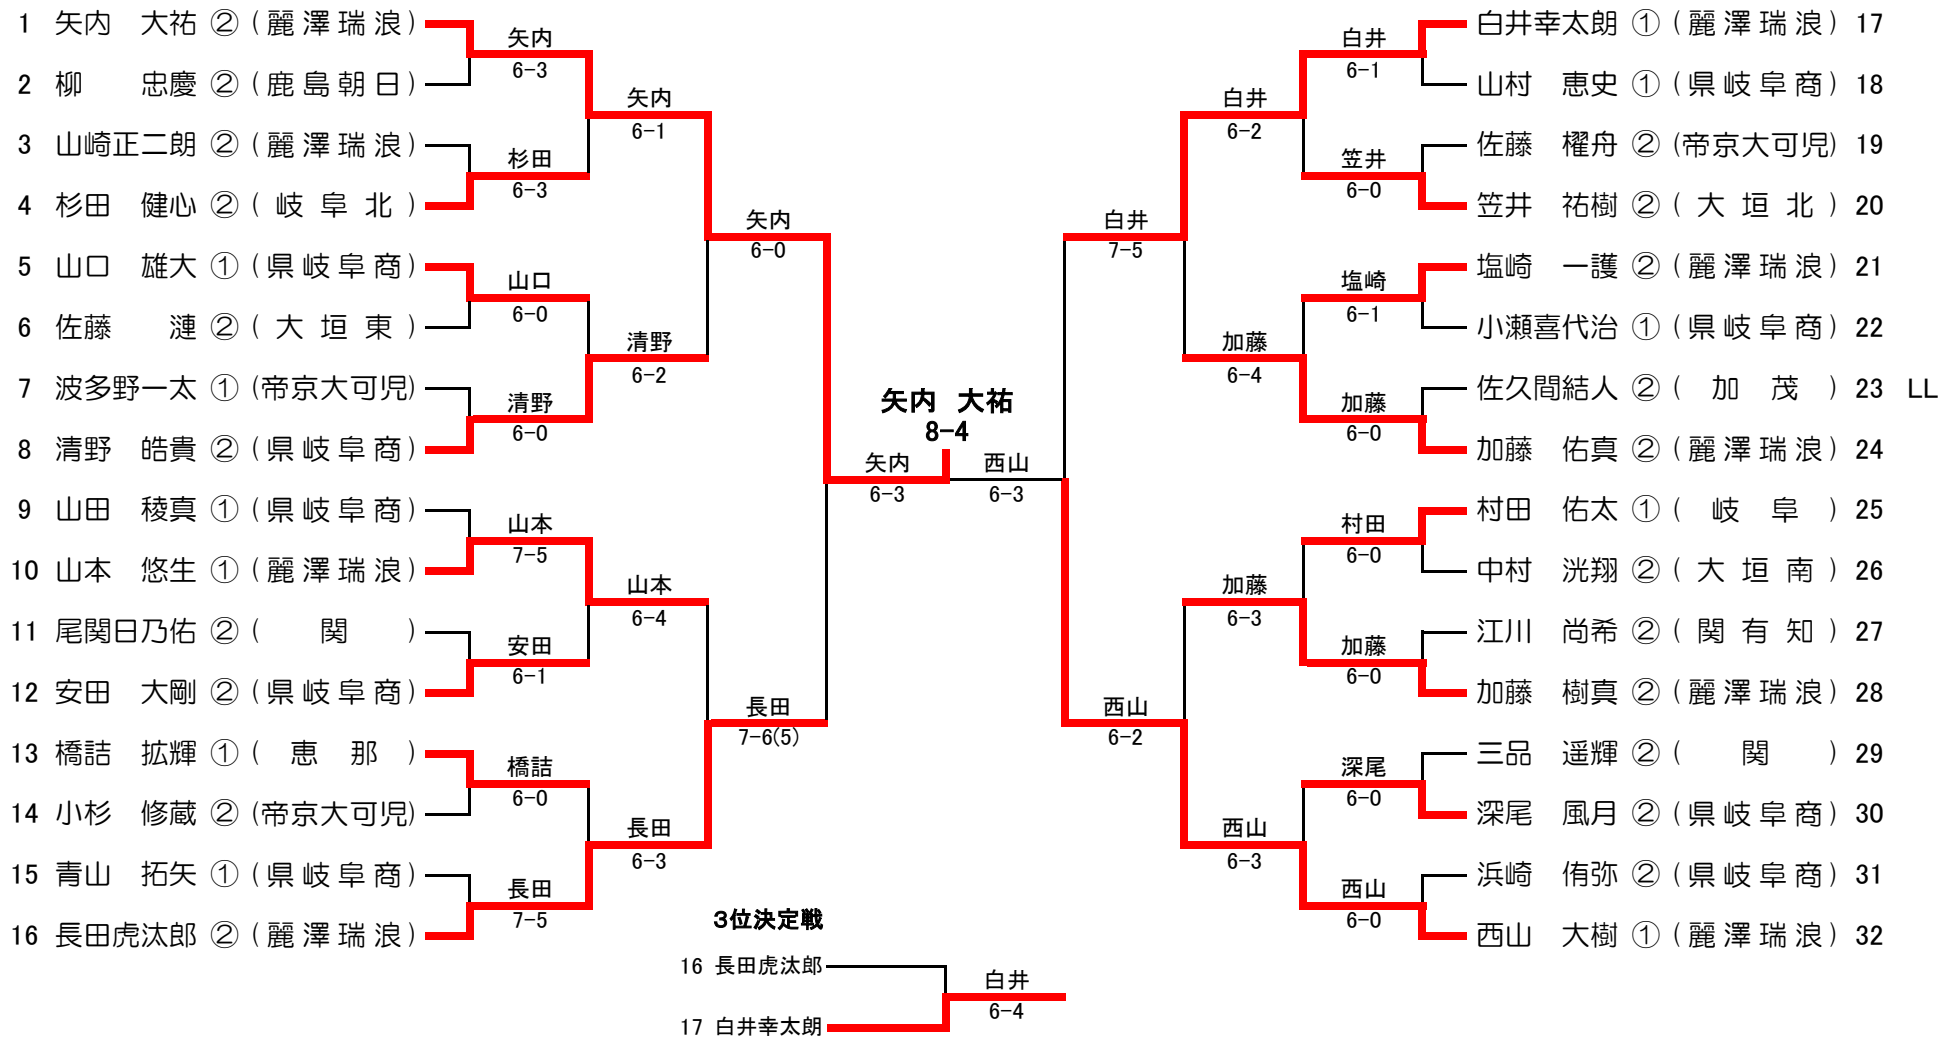 1 矢内　大祐 ② (麗澤瑞浪)
2 柳　　忠慶 ② (鹿島朝日)
3 山崎正二朗 ② (麗澤瑞浪)
4 杉田　健心 ② (岐阜北)
5 山口　雄大 ① (県岐阜商)
6 佐藤　　漣 ② (大垣東)
7 波多野一太 ① (帝京大可児)
8 清野　皓貴 ② (県岐阜商)
9 山田　稜真 ① (県岐阜商)
10 山本　悠生 ① (麗澤瑞浪)
11 尾関日乃佑 ② (関)
12 安田　大剛 ② (県岐阜商)
13 橋詰　拡輝 ① (恵那)
14 小杉　修蔵 ② (帝京大可児)
15 青山　拓矢 ① (県岐阜商)
16 長田虎汰郎 ② (麗澤瑞浪)
矢内
6-3
杉田
6-3
山口
6-0
清野
6-0
山本
7-5
安田
6-1
橋詰
6-0
長田
7-5
矢内
6-1
清野
6-2
山本
6-4
長田
6-3
矢内
6-0
長田
7-6(5)
矢内
6-3
矢内　大祐
8-4
西山
6-3
白井
7-5
西山
6-2
白井
6-2
加藤
6-4
加藤
6-3
西山
6-3
白井
6-1
笠井
6-0
塩崎
6-1
加藤
6-0
村田
6-0
加藤
6-0
深尾
6-0
西山
6-0
白井幸太朗 ① (麗澤瑞浪) 17
山村　恵史 ① (県岐阜商) 18
佐藤　櫂舟 ② (帝京大可児) 19
笠井　祐樹 ② (大垣北) 20
塩崎　一護 ② (麗澤瑞浪) 21
小瀬喜代治 ① (県岐阜商) 22
佐久間結人 ② (加茂) 23 LL
加藤　佑真 ② (麗澤瑞浪) 24
村田　佑太 ① (岐阜) 25
中村　洸翔 ② (大垣南) 26
江川　尚希 ② (関有知) 27
加藤　樹真 ② (麗澤瑞浪) 28
三品　遥輝 ② (関) 29
深尾　風月 ② (県岐阜商) 30
浜崎　侑弥 ② (県岐阜商) 31
西山　大樹 ① (麗澤瑞浪) 32
3位決定戦
16 長田虎汰郎
17 白井幸太朗
白井
6-4